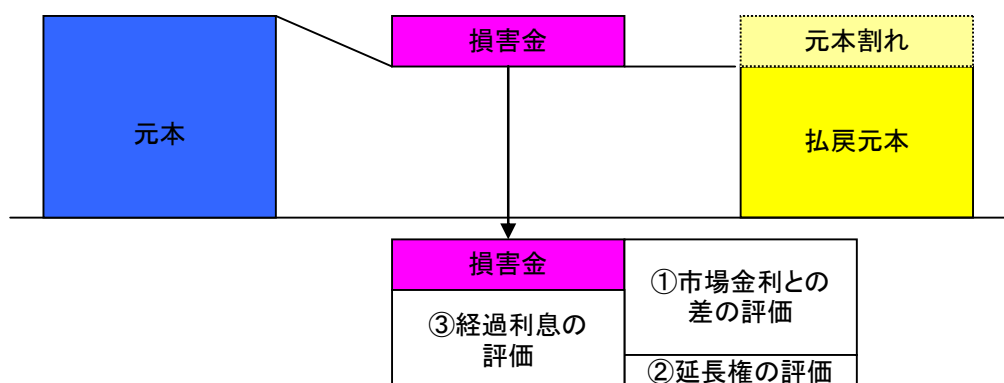 元本
損害金
元本割れ
払戻元本
損害金
③経過利息の
評価
①市場金利との
差の評価
②延長権の評価